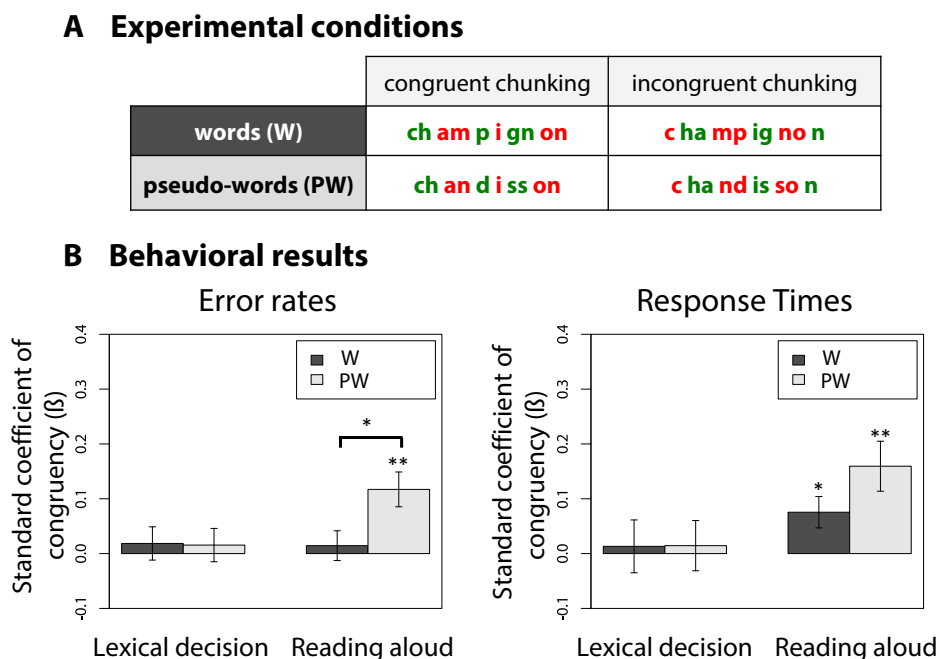 A Experimental conditions
congruent chunking incongruent chunking
words (W) ch am p i gn on c ha mp ig no n
pseudo-words (PW) ch an d i ss on c ha nd is so n
B Behavioral results
Error rates
Standard coefficient of
congruency (ß)
0.4
0.3
0.2
0.1
0.0
-0.1
W
PW
*
**
Lexical decision Reading aloud
Response Times
Standard coefficient of
congruency (ß)
0.4
0.3
0.2
0.1
0.0
-0.1
W
PW
**
*
Lexical decision Reading aloud